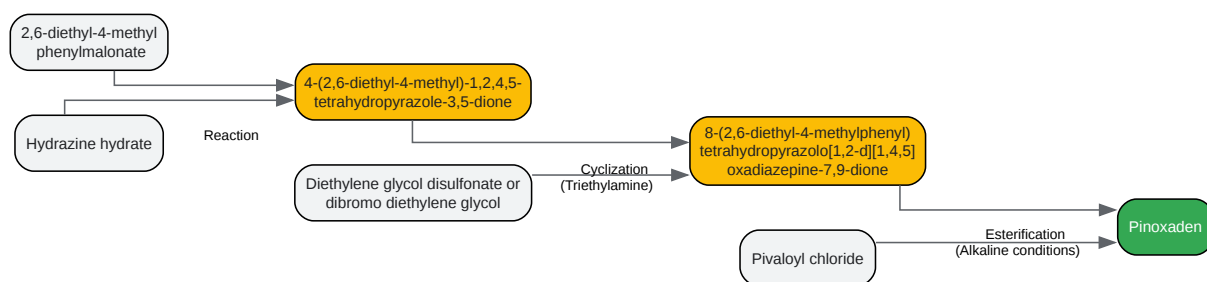 2,6-diethyl-4-methyl
phenylmalonate
Hydrazine hydrate
Reaction
4-(2,6-diethyl-4-methyl)-1,2,4,5-
tetrahydropyrazole-3,5-dione
Diethylene glycol disulfonate or
dibromo diethylene glycol
Cyclization
(Triethylamine)
8-(2,6-diethyl-4-methylphenyl)
tetrahydropyrazolo[1,2-d][1,4,5]
oxadiazepine-7,9-dione
Pivaloyl chloride
Esterification
(Alkaline conditions)
Pinoxaden